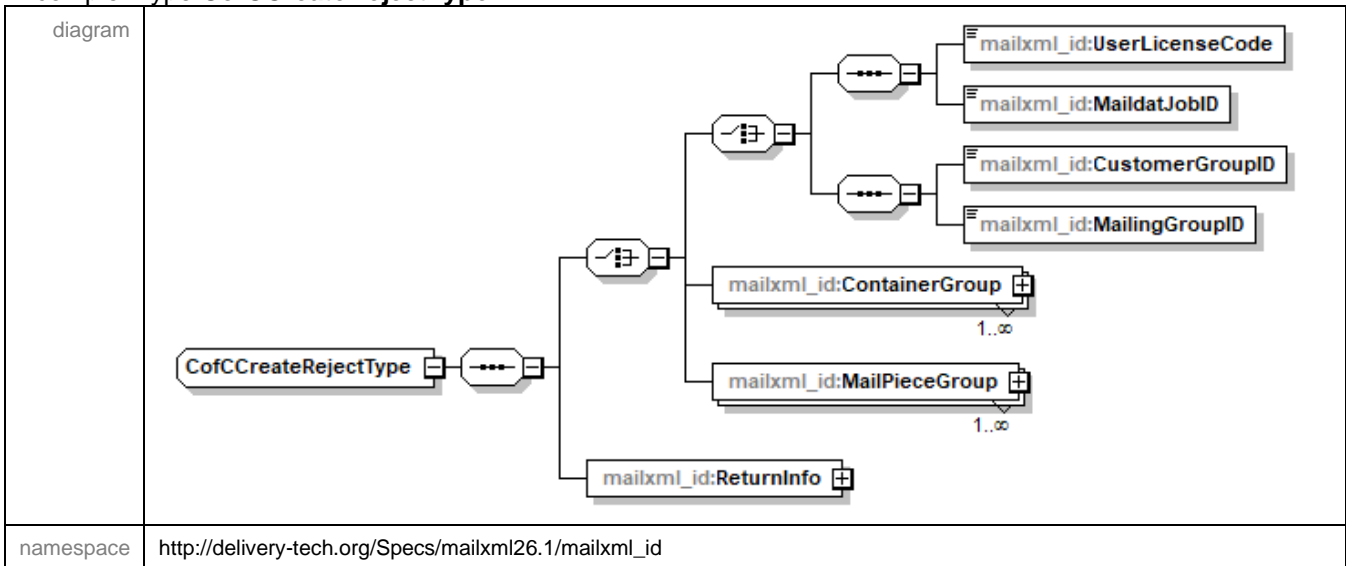 diagram
mailxml_id:UserLicenseCode
mailxml_id:MaildatJobID
mailxml_id:CustomerGroupID
mailxml_id:MailingGroupID
mailxml_id:ContainerGroup
1..∞
CofCCreateRejectType
mailxml_id:MailPieceGroup
1..∞
mailxml_id:ReturnInfo
namespace http://delivery-tech.org/Specs/mailxml26.1/mailxml_id